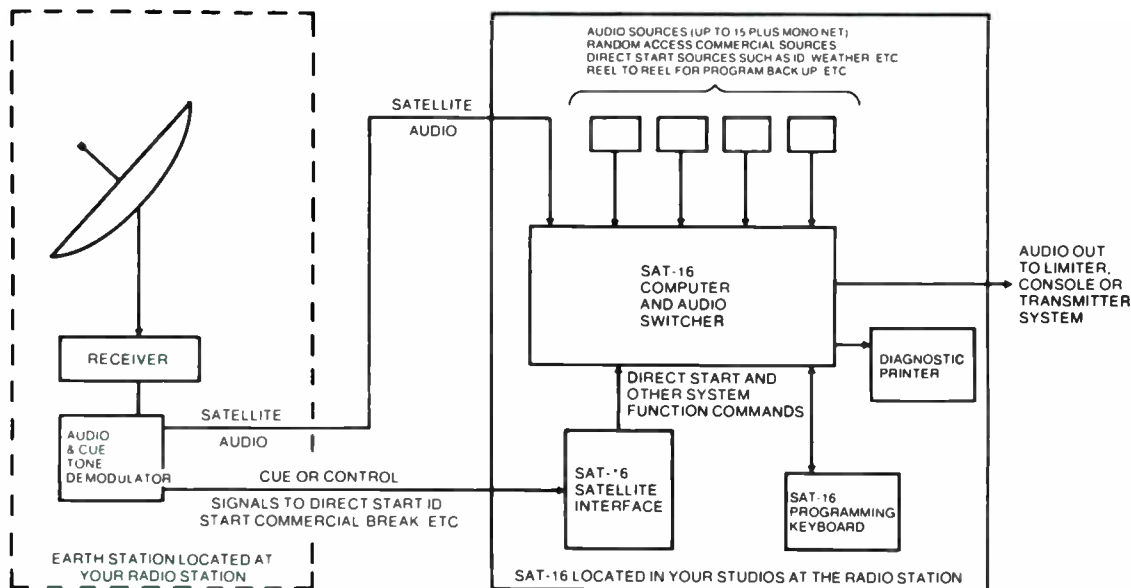 AUDIO SOURCES (UP TO 15 PLUS MONO NET)
RANDOM ACCESS COMMERCIAL SOURCES
DIRECT START SOURCES SUCH AS ID WEATHER ETC
REEL TO REEL FOR PROGRAM BACK UP ETC
SATELLITE
AUDIO
SAT-16
COMPUTER
AND AUDIO
SWITCHER
AUDIO OUT
TO LIMITER,
CONSOLE OR
TRANSMITTER
SYSTEM
RECEIVER
DIAGNOSTIC
PRINTER
DIRECT START AND
OTHER SYSTEM
FUNCTION COMMANDS
SATELLITE
AUDIO
AUDIO
& CUE
TONE
DEMODULATOR
CUE OR CONTROL
SIGNALS TO DIRECT START ID
START COMMERCIAL BREAK ETC
SAT-*6
SATELLITE
INTERFACE
SAT-16
PROGRAMMING
KEYBOARD
EARTH STATION LOCATED AT
YOUR RADIO STATION
SAT-16 LOCATED IN YOUR STUDIOS AT THE RADIO STATION